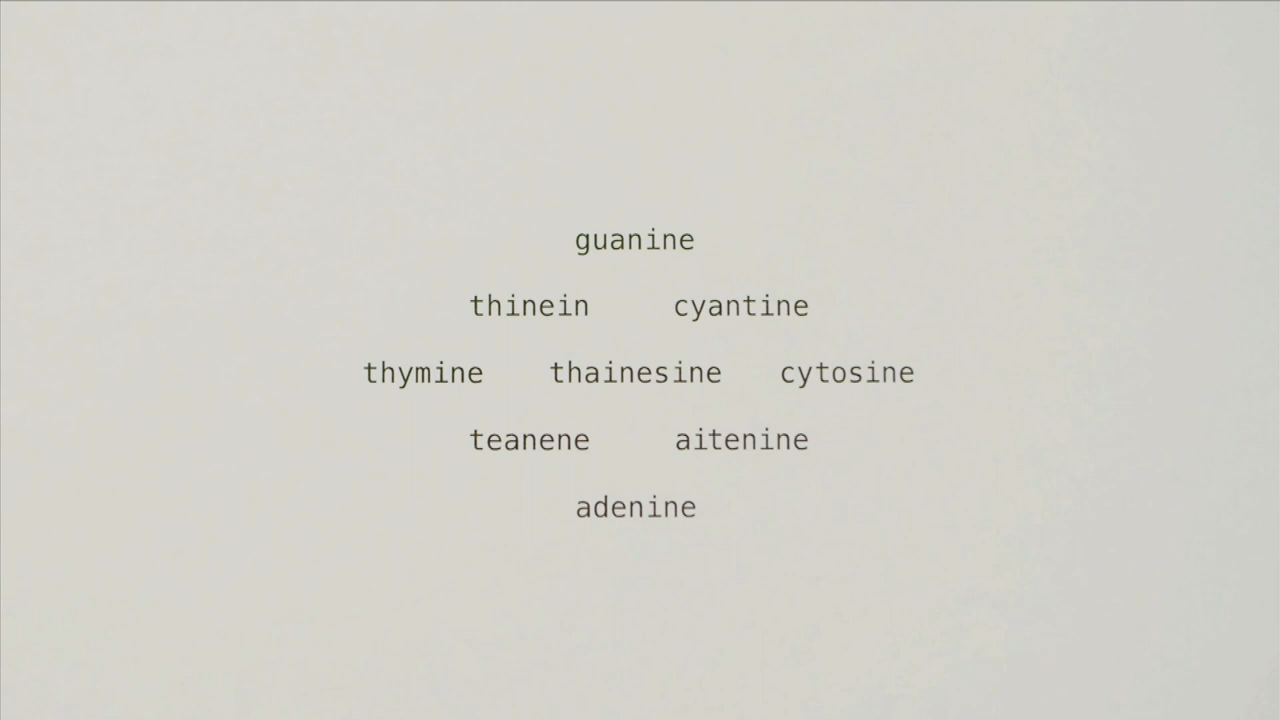 guanine
thinein cyantine
thymine thainesine cytosine
teanene aitenine
adenine